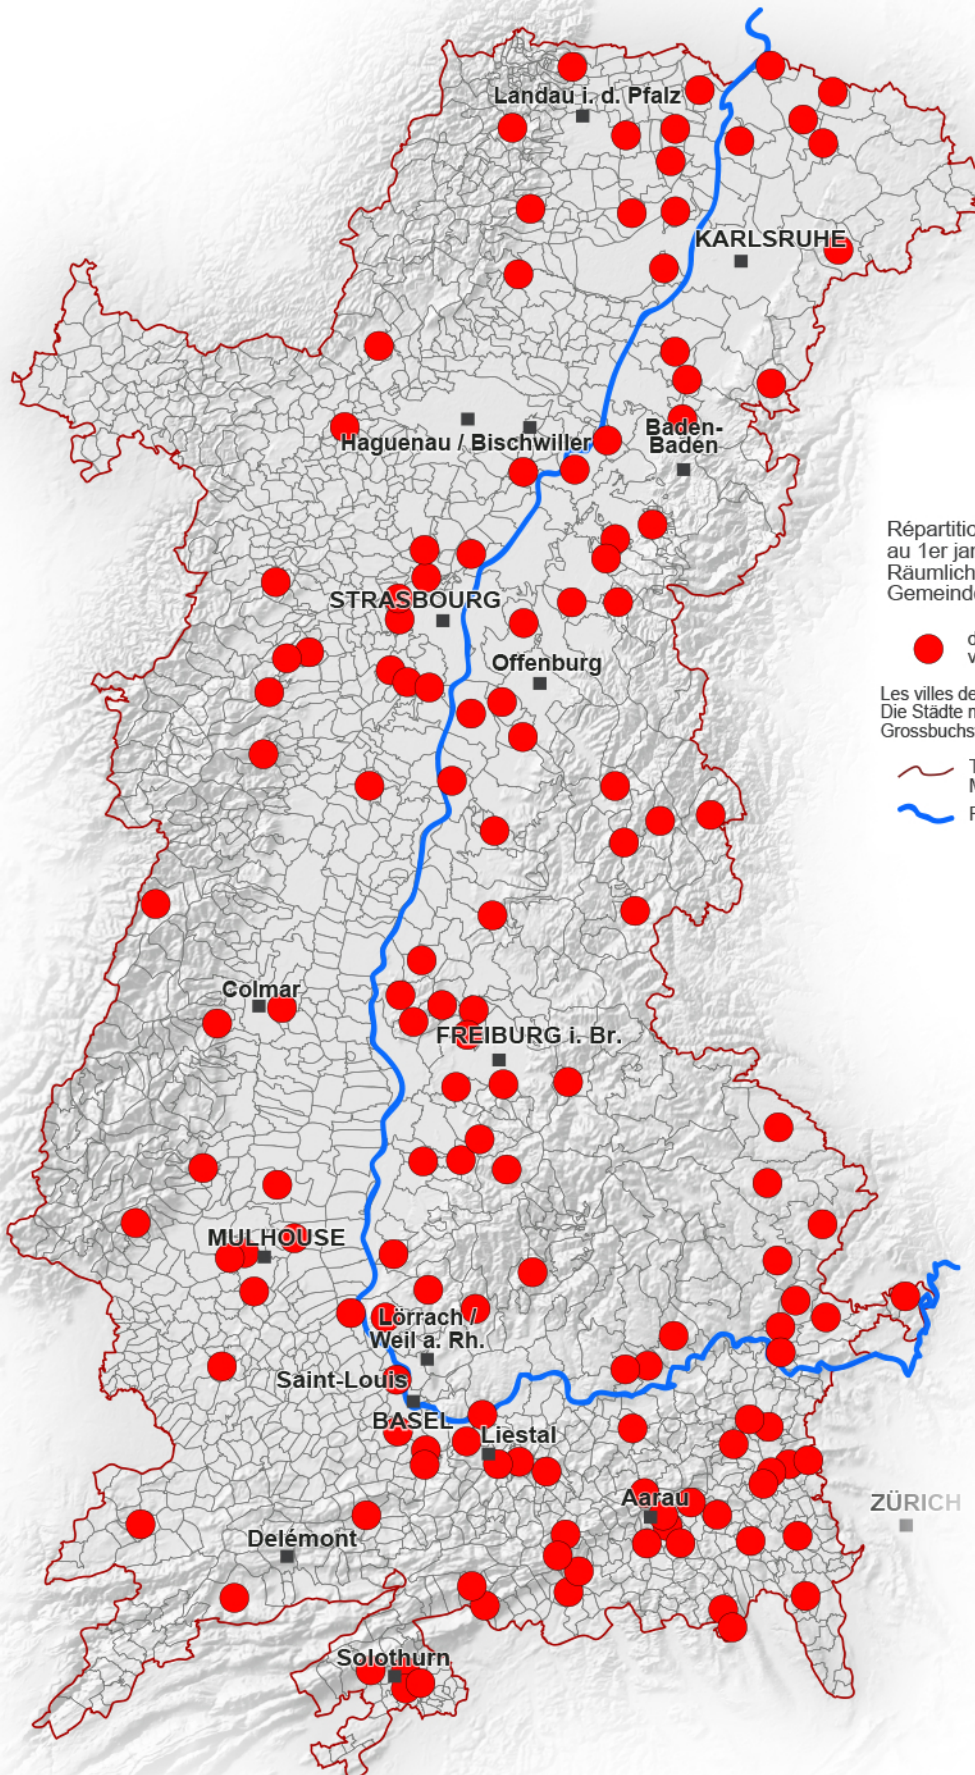 Landau i. d. Pfalz
KARLSRUHE
Baden-
Baden
Haguenau / Bischwiller
Répartitio
au 1er jar
Räumlich
Gemeinde
STRASBOURG
d
v
Offenburg
Les villes de
Die Städte n
Grossbuchs
T
M
F
Colmar
FREIBURG i. Br.
MULHOUSE
Lörrach /
Weil a. Rh.
Saint-Louis
BASEL
Liestal
Aarau
ZÜRICH
Delémont
Solothurn